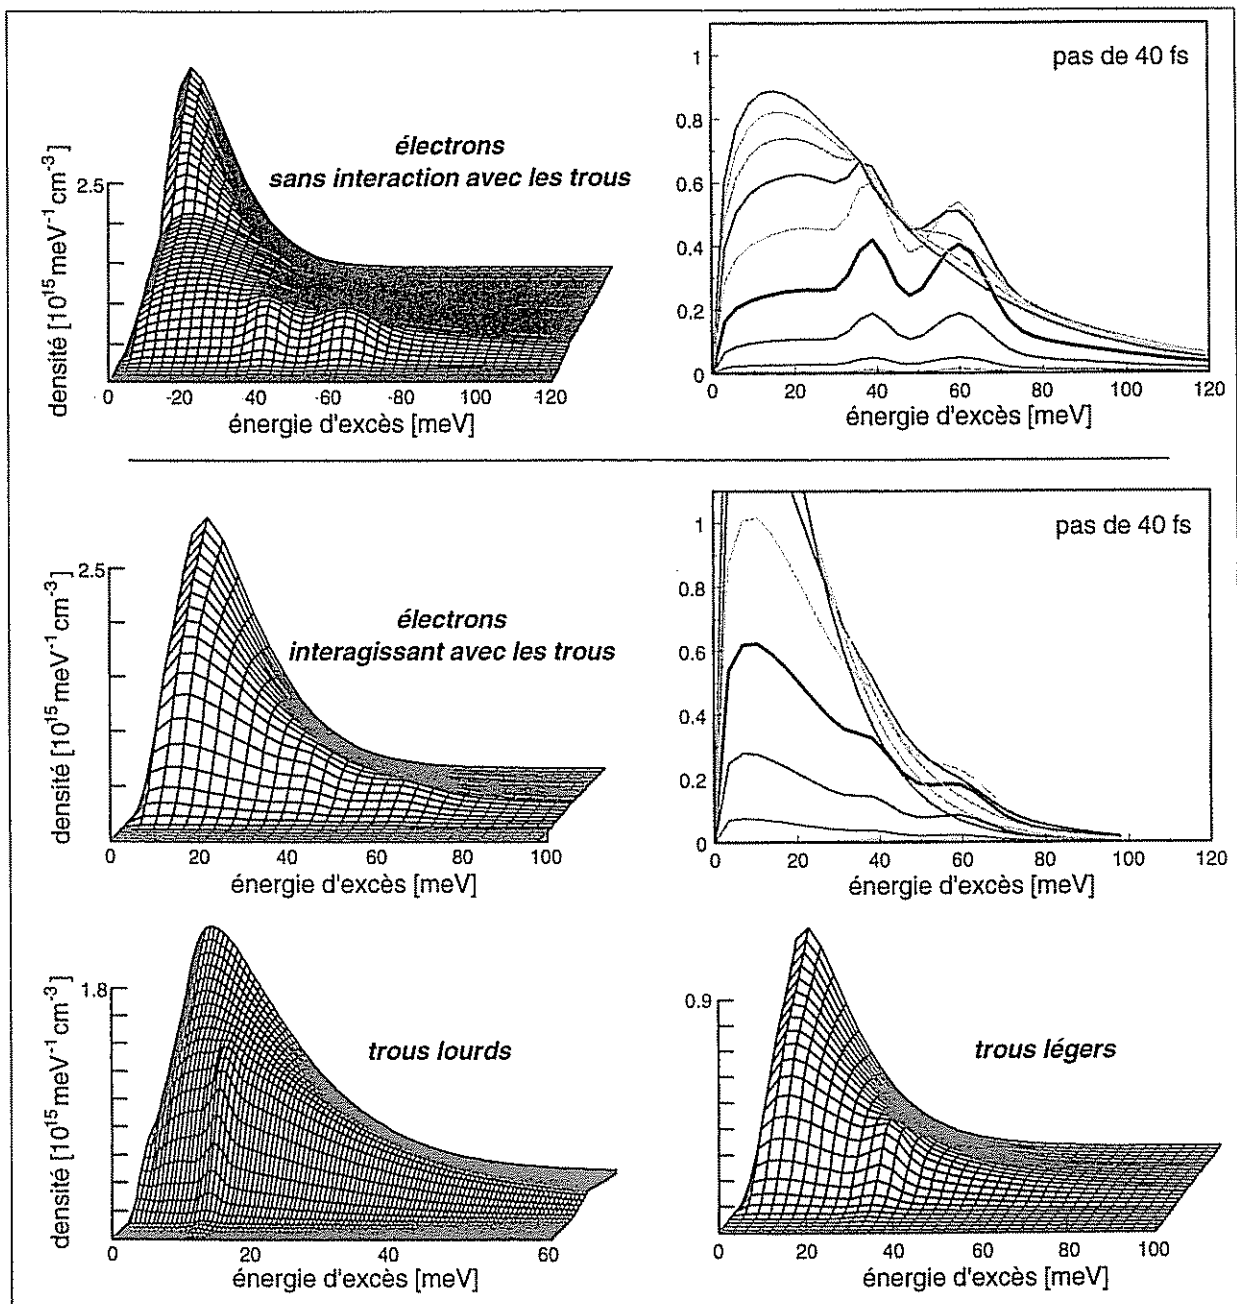 électrons
sans interaction avec les trous
2.5
densité [10¹⁵ meV⁻¹ cm⁻³]
0 20 40 60 80 100 120
énergie d'excès [meV]
pas de 40 fs
1
0.8
0.6
0.4
0.2
0
0 20 40 60 80 100 120
énergie d'excès [meV]
électrons
interagissant avec les trous
2.5
densité [10¹⁵ meV⁻¹ cm⁻³]
0 20 40 60 80 100
énergie d'excès [meV]
pas de 40 fs
1
0.8
0.6
0.4
0.2
0
0 20 40 60 80 100 120
énergie d'excès [meV]
trous lourds
1.8
densité [10¹⁵ meV⁻¹ cm⁻³]
0 20 40 60
énergie d'excès [meV]
trous légers
0.9
0 20 40 60 80 100
énergie d'excès [meV]